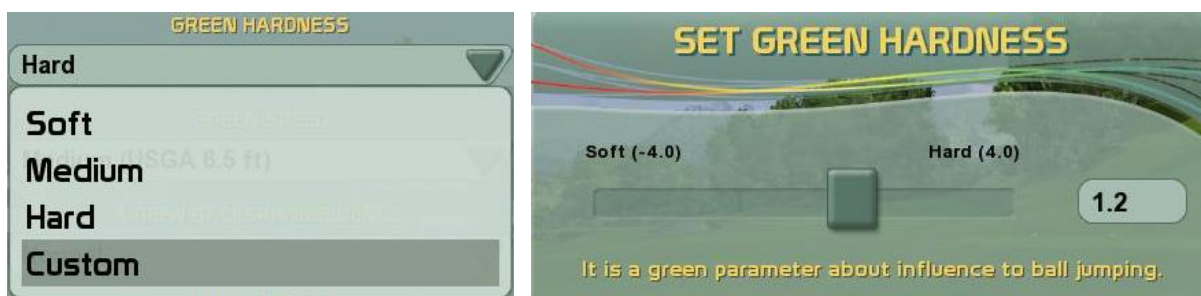 GREEN HARDNESS
Hard
Soft
Medium
Hard
Custom
SET GREEN HARDNESS
Soft (-4.0) Hard (4.0)
1.2
It is a green parameter about influence to ball jumping.